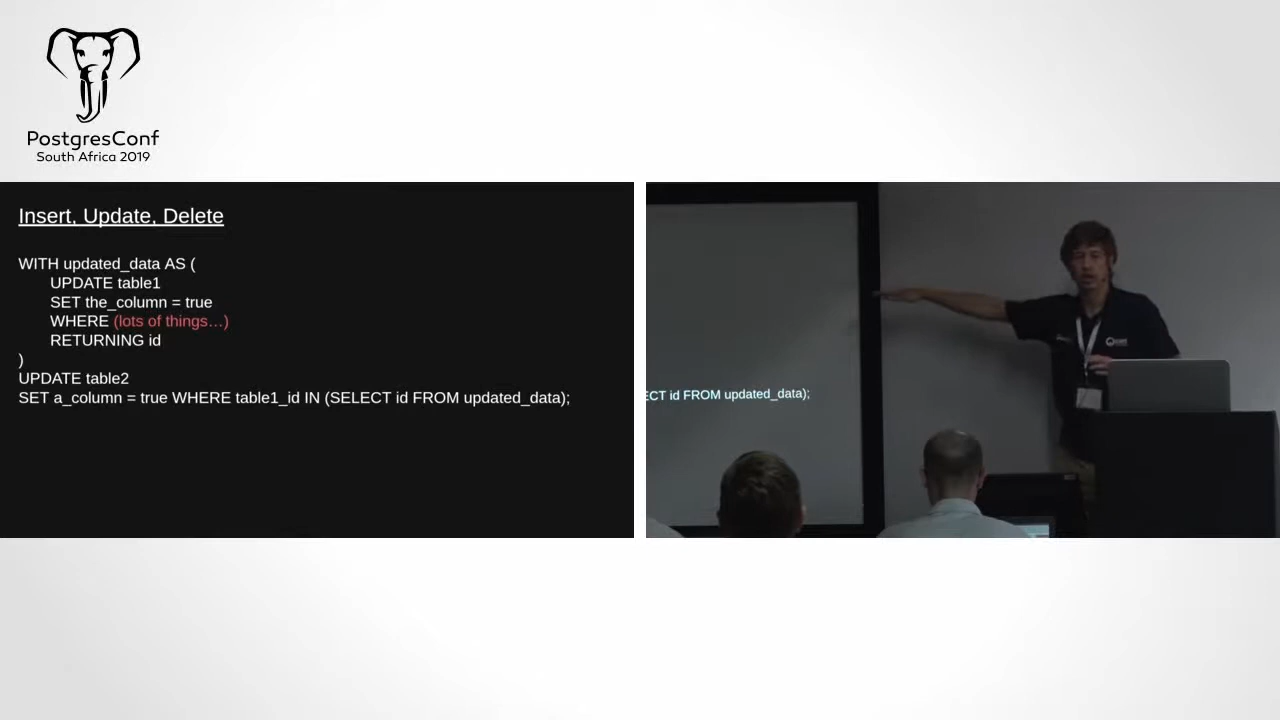 PostgresConf
South Africa 2019
Insert, Update, Delete
WITH updated_data AS (
UPDATE table1
SET the_column = true
WHERE (lots of things…)
RETURNING id
)
UPDATE table2
SET a_column = true WHERE table1_id IN (SELECT id FROM updated_data);
ECT id FROM updated_data);